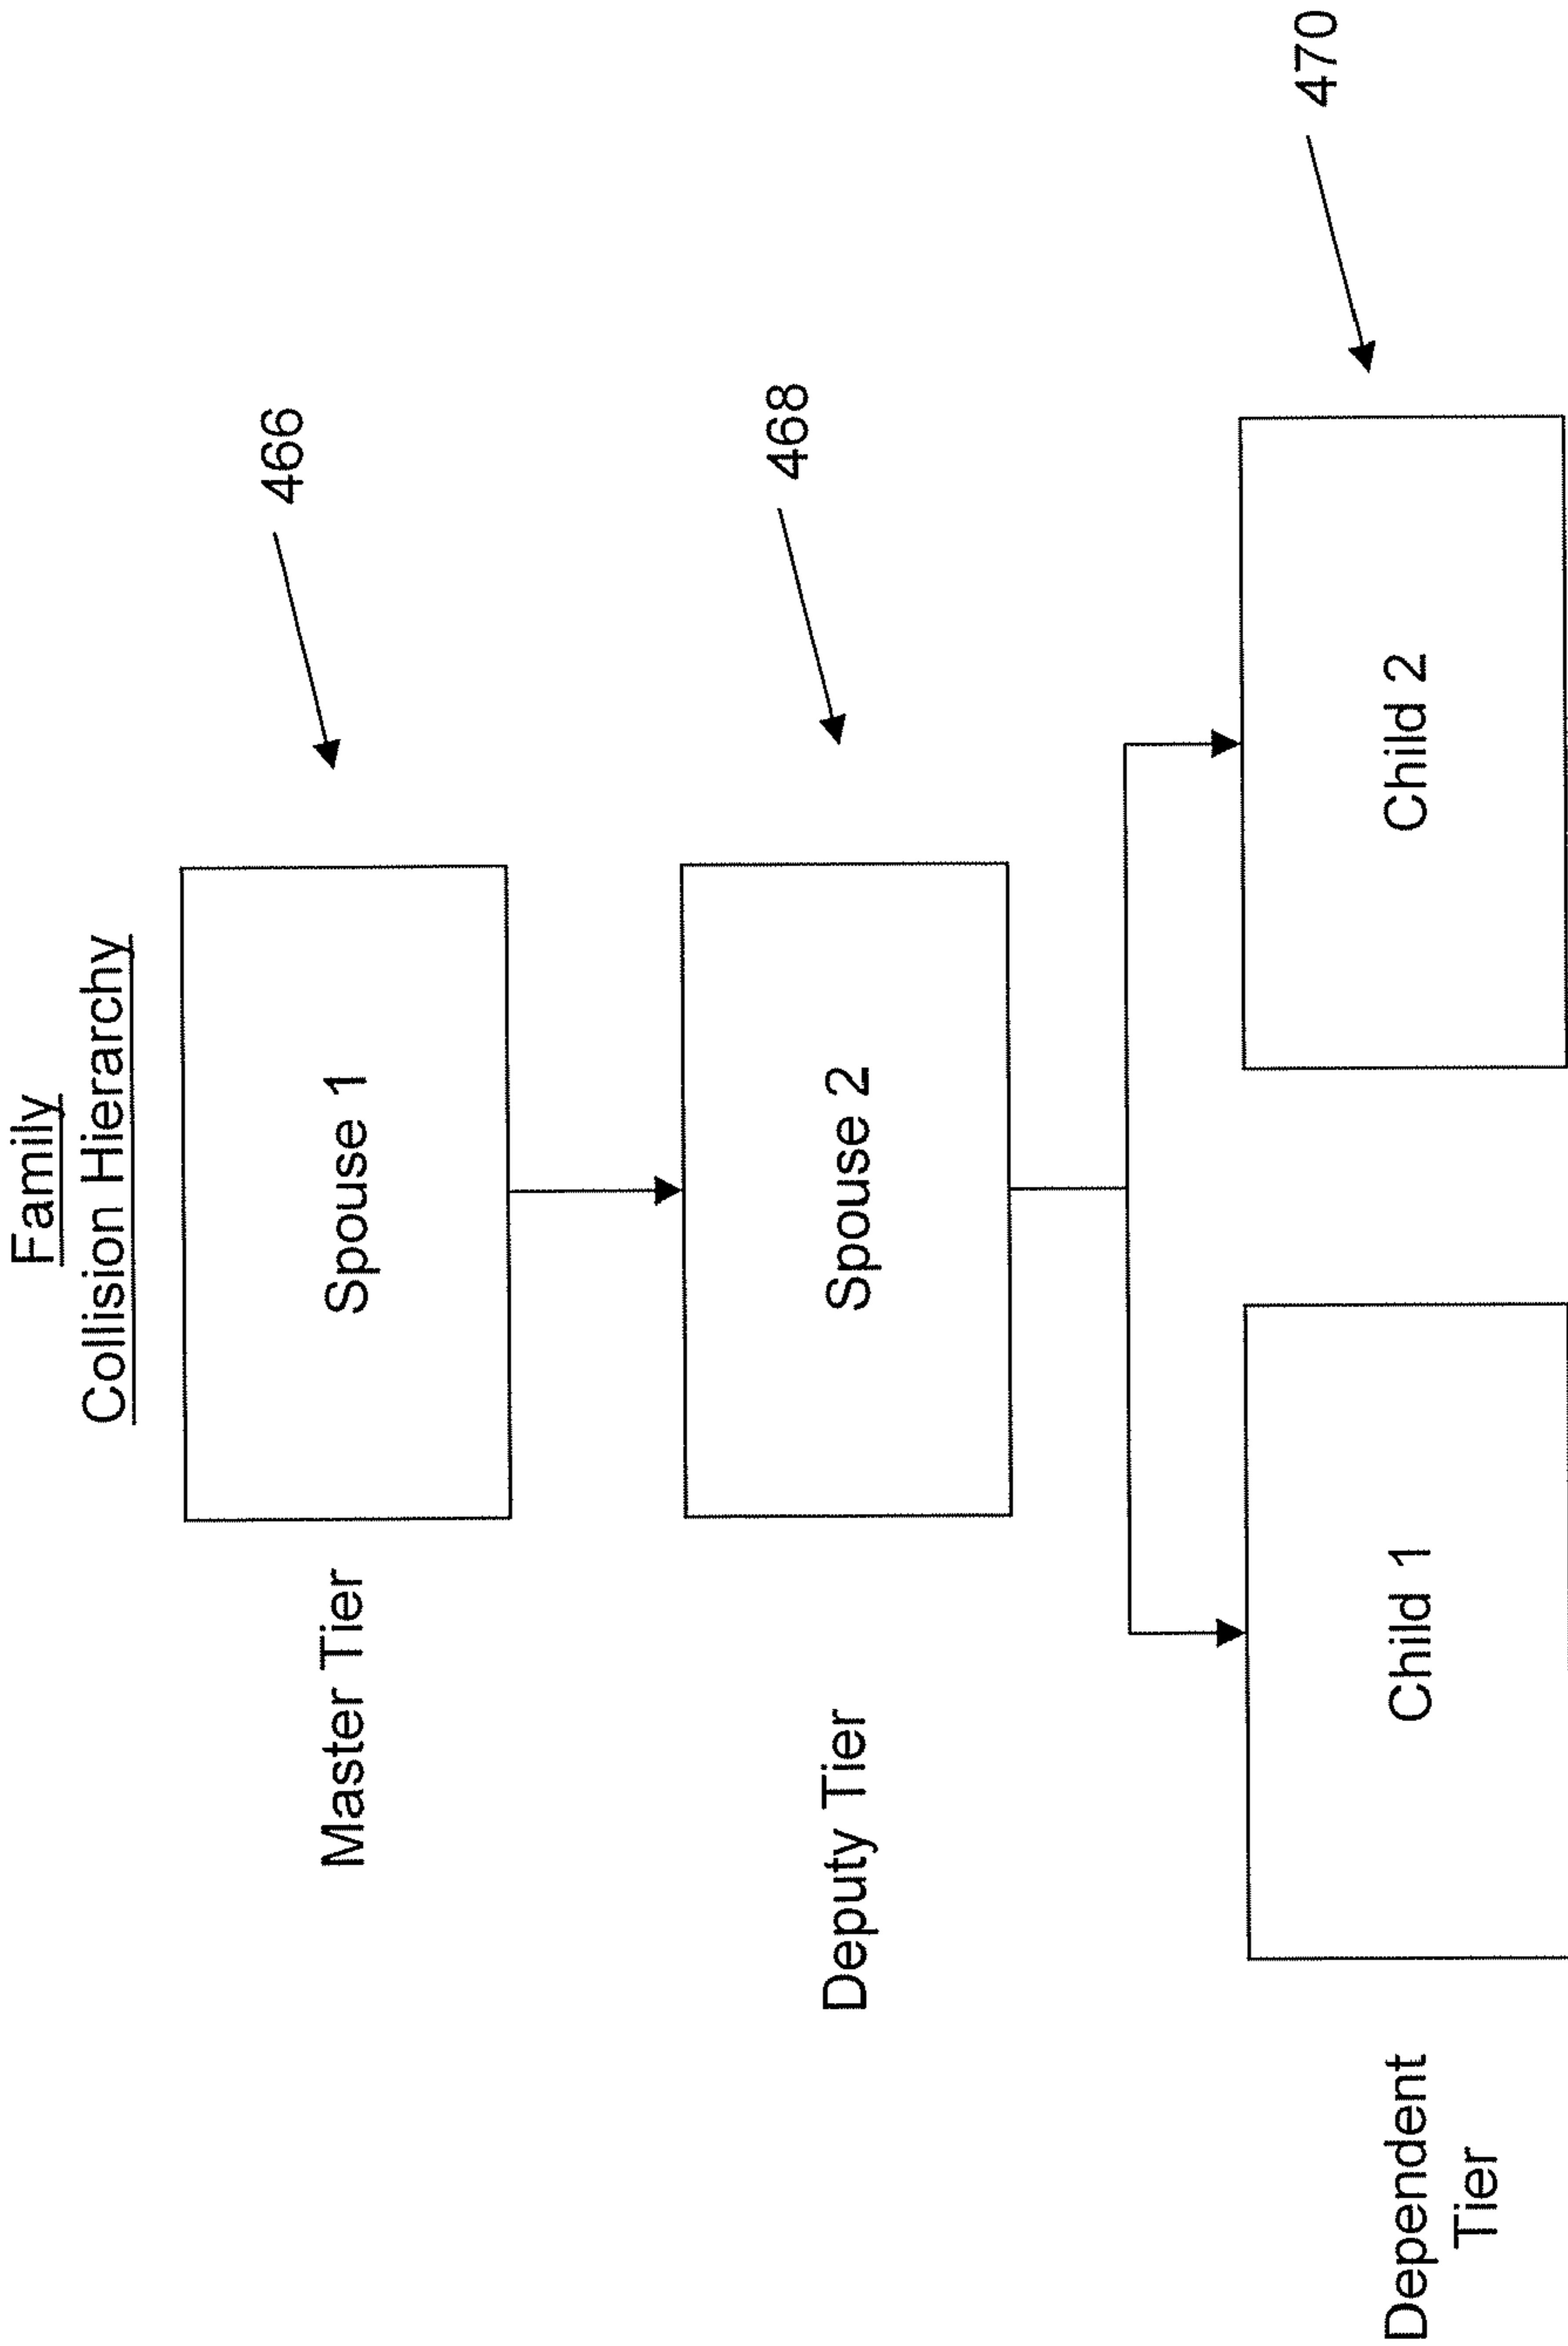 Family
Collision Hierarchy
Master Tier
Spouse 1
466
Deputy Tier
Spouse 2
468
Dependent
Tier
Child 1
Child 2
470